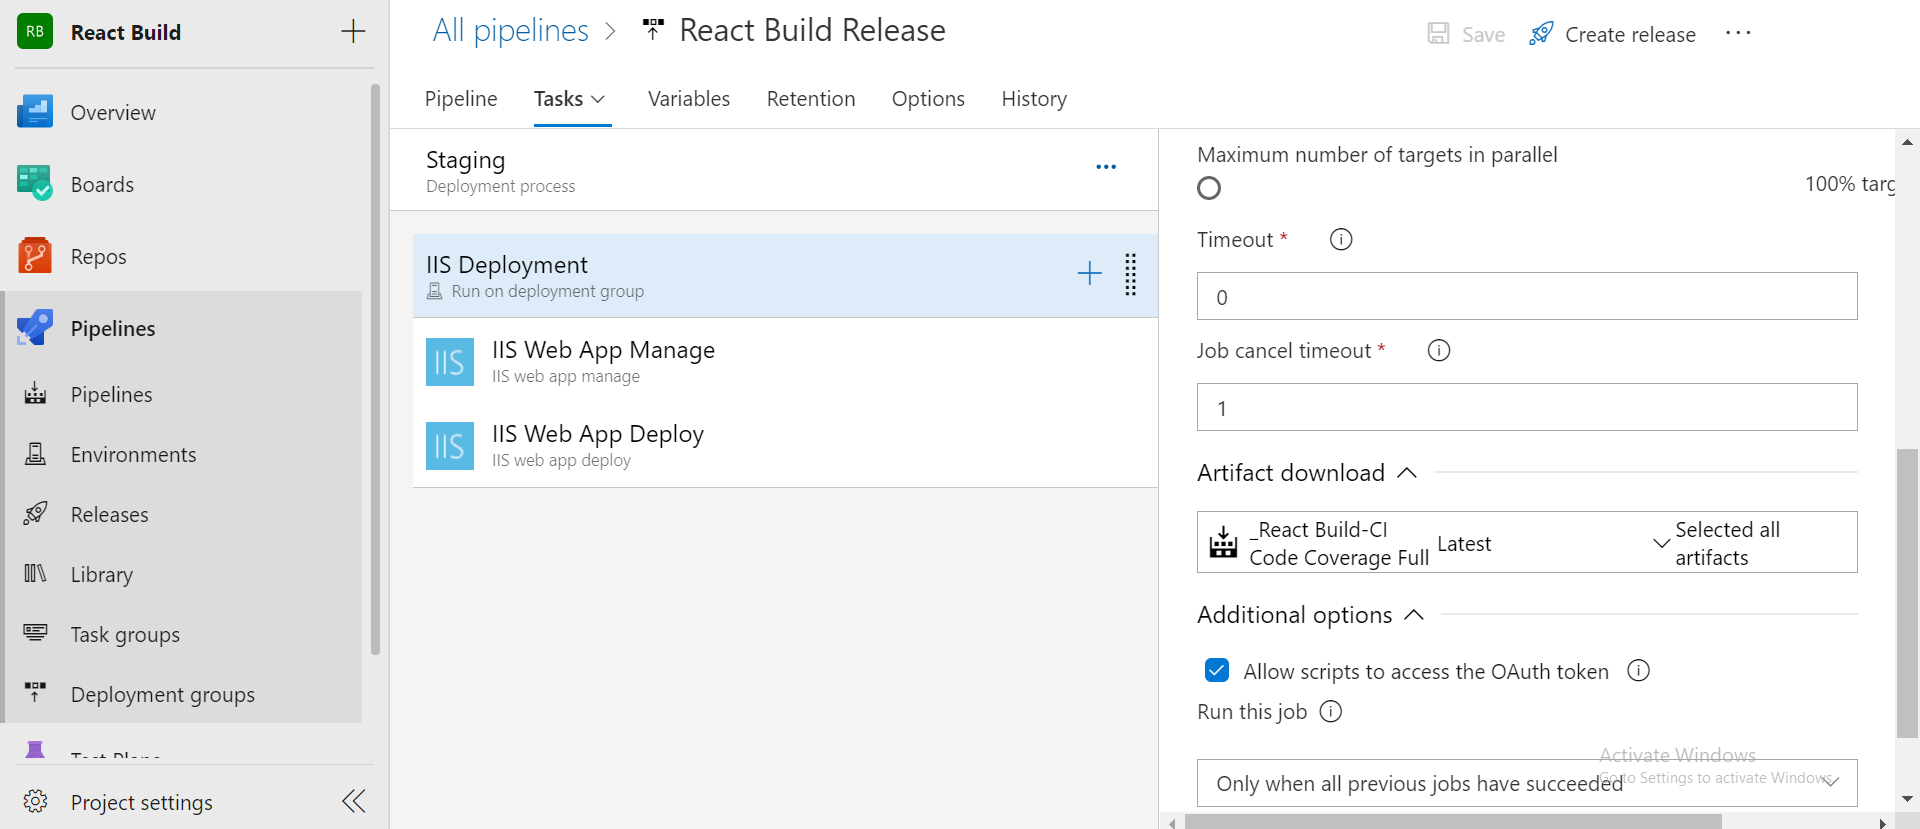 RB React Build
Overview
Boards
Repos
Pipelines
Pipelines
Environments
Releases
Library
Task groups
Deployment groups
Project settings
All pipelines > React Build Release
Save Create release
Pipeline Tasks Variables Retention Options History
Staging
Deployment process
IIS Deployment
Run on deployment group
IIS IIS Web App Manage
IIS web app manage
IIS IIS Web App Deploy
IIS web app deploy
Maximum number of targets in parallel
100% targ
Timeout *
0
Job cancel timeout *
1
Artifact download
_React Build-CI
Code Coverage Full
Latest
Selected all
artifacts
Additional options
Allow scripts to access the OAuth token
Run this job
Activate Windows
Go to Settings to activate Windows.
Only when all previous jobs have succeeded